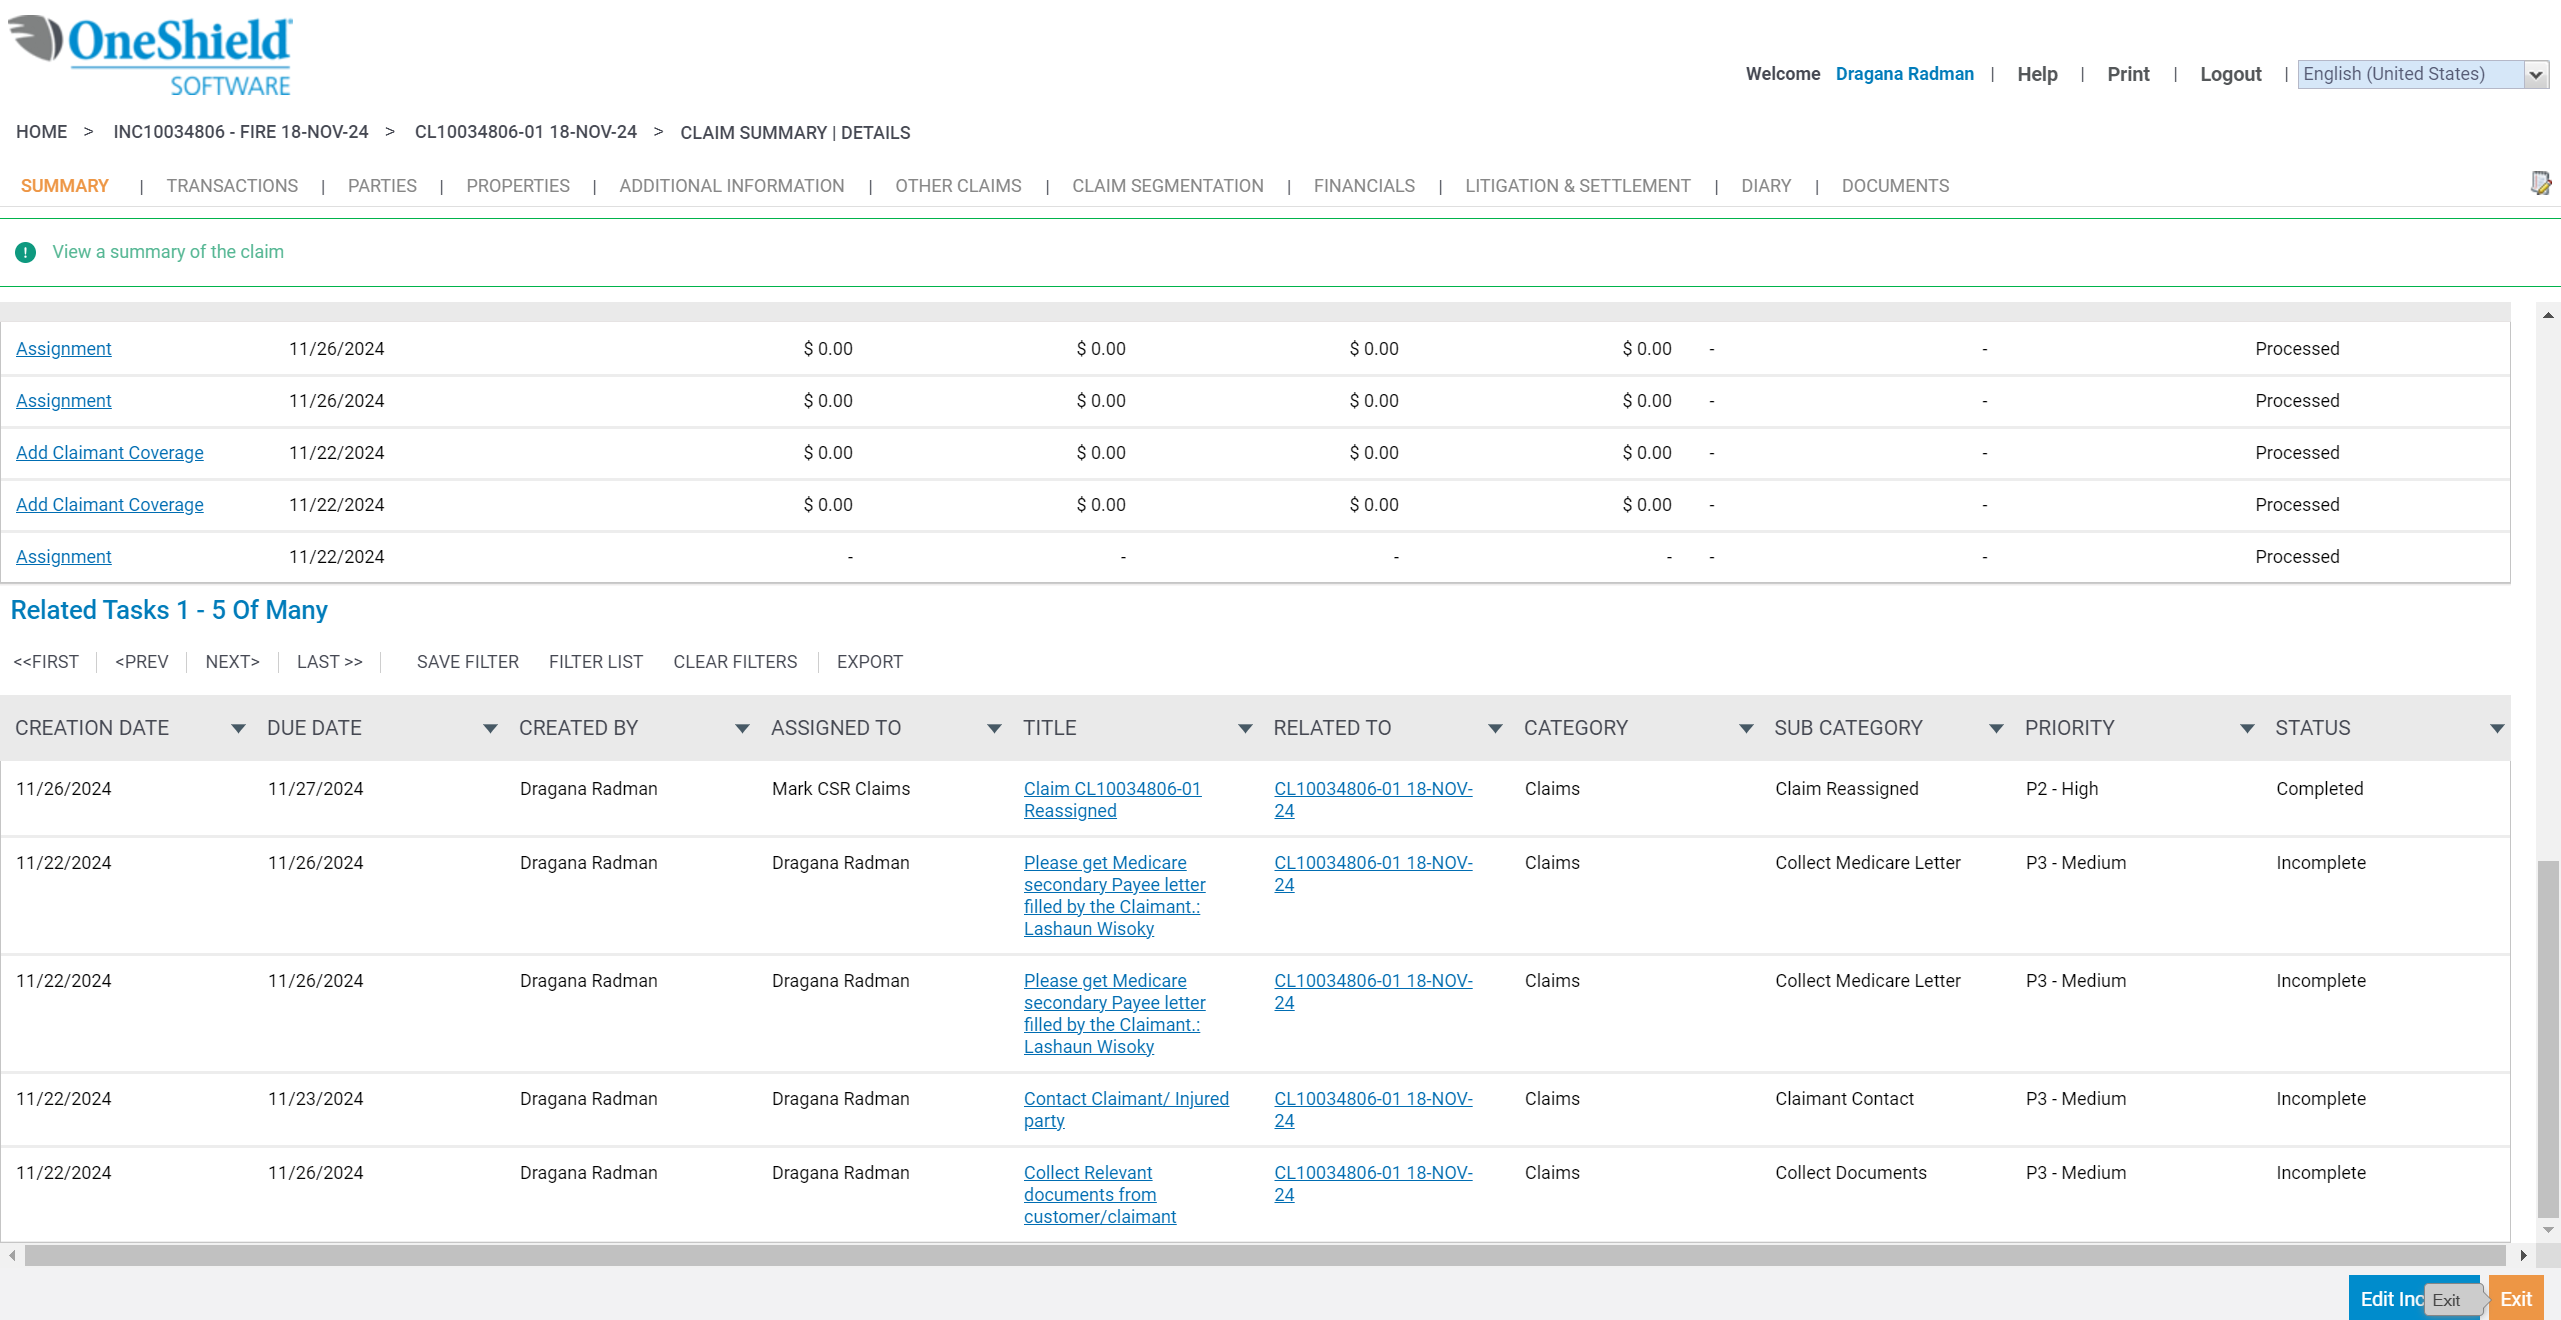 OneShield
SOFTWARE
Welcome Dragana Radman | Help | Print | Logout | English (United States)
HOME > INC10034806 - FIRE 18-NOV-24 > CL10034806-01 18-NOV-24 > CLAIM SUMMARY | DETAILS
SUMMARY | TRANSACTIONS | PARTIES | PROPERTIES | ADDITIONAL INFORMATION | OTHER CLAIMS | CLAIM SEGMENTATION | FINANCIALS | LITIGATION & SETTLEMENT | DIARY | DOCUMENTS
View a summary of the claim
Assignment 11/26/2024 $ 0.00 $ 0.00 $ 0.00 $ 0.00 - - Processed
Assignment 11/26/2024 $ 0.00 $ 0.00 $ 0.00 $ 0.00 - - Processed
Add Claimant Coverage 11/22/2024 $ 0.00 $ 0.00 $ 0.00 $ 0.00 - - Processed
Add Claimant Coverage 11/22/2024 $ 0.00 $ 0.00 $ 0.00 $ 0.00 - - Processed
Assignment 11/22/2024 - - - - - - Processed
Related Tasks 1 - 5 Of Many
<<FIRST <PREV NEXT> LAST >> SAVE FILTER FILTER LIST CLEAR FILTERS EXPORT
CREATION DATE DUE DATE CREATED BY ASSIGNED TO TITLE RELATED TO CATEGORY SUB CATEGORY PRIORITY STATUS
11/26/2024 11/27/2024 Dragana Radman Mark CSR Claims Claim CL10034806-01 CL10034806-01 18-NOV- Claims Claim Reassigned P2 - High Completed
Reassigned 24
11/22/2024 11/26/2024 Dragana Radman Dragana Radman Please get Medicare CL10034806-01 18-NOV- Claims Collect Medicare Letter P3 - Medium Incomplete
secondary Payee letter 24
filled by the Claimant.:
Lashaun Wisoky
11/22/2024 11/26/2024 Dragana Radman Dragana Radman Please get Medicare CL10034806-01 18-NOV- Claims Collect Medicare Letter P3 - Medium Incomplete
secondary Payee letter 24
filled by the Claimant.:
Lashaun Wisoky
11/22/2024 11/23/2024 Dragana Radman Dragana Radman Contact Claimant/ Injured CL10034806-01 18-NOV- Claims Claimant Contact P3 - Medium Incomplete
party 24
11/22/2024 11/26/2024 Dragana Radman Dragana Radman Collect Relevant CL10034806-01 18-NOV- Claims Collect Documents P3 - Medium Incomplete
documents from 24
customer/claimant
Edit Inc Exit Exit